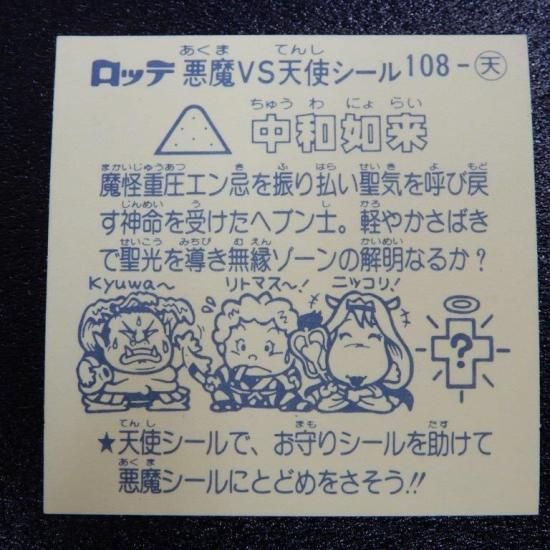 ロッテ 悪魔VS天使シール 108-天
中和如来
魔怪重圧エン忌を振り払い聖気を呼び戻
す神命を受けたヘブン士。軽やかさばき
で聖光を導き無縁ゾーンの解明なるか?
Kyuwa〜 リトマス〜! ニッコリ!
?
★天使シールで、お守りシールを助けて
悪魔シールにとどめをさそう!!